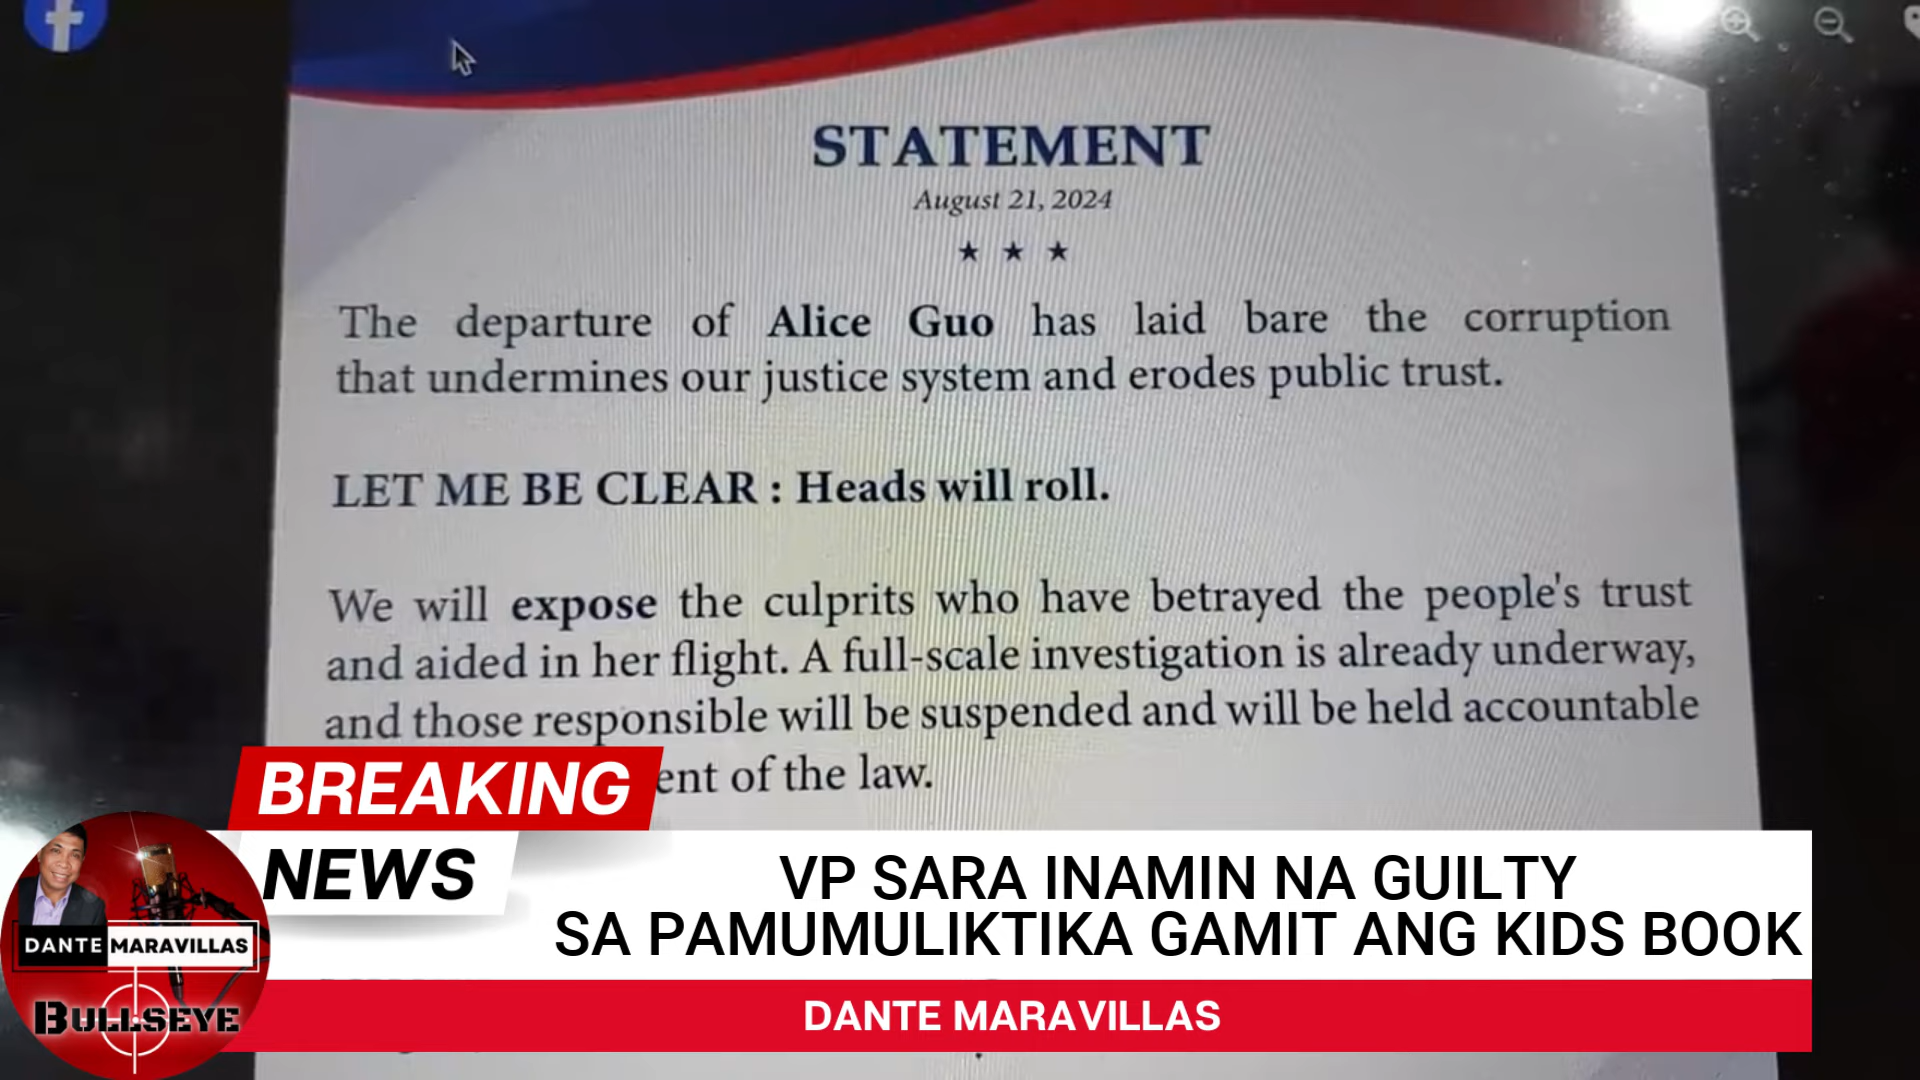 STATEMENT
August 21, 2024
The departure of Alice Guo has laid bare the corruption
that undermines our justice system and erodes public trust.
LET ME BE CLEAR : Heads will roll.
We will expose the culprits who have betrayed the people's trust
and aided in her flight. A full-scale investigation is already underway,
and those responsible will be suspended and will be held accountable
of the law.
BREAKING
NEWS
VP SARA INAMIN NA GUILTY
SA PAMUMULIKTIKA GAMIT ANG KIDS BOOK
DANTE MARAVILLAS
DANTE MARAVILLAS
BULLSEYE